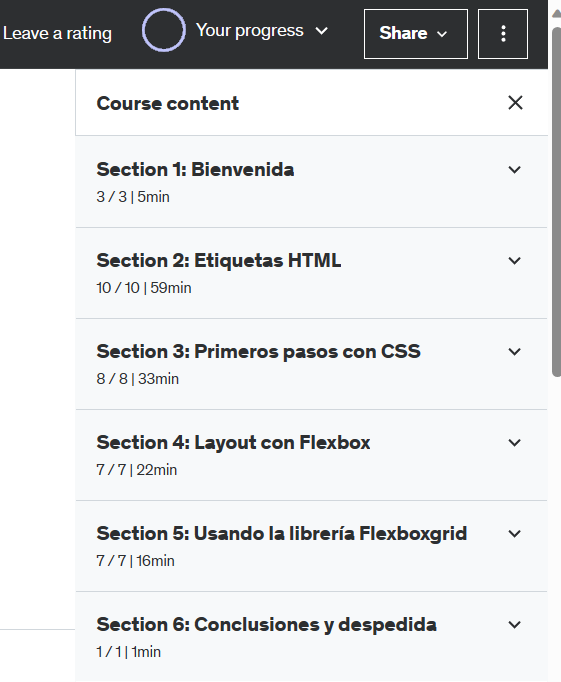 Leave a rating
Your progress
Share
Course content
Section 1: Bienvenida
3 / 3 | 5min
Section 2: Etiquetas HTML
10 / 10 | 59min
Section 3: Primeros pasos con CSS
8 / 8 | 33min
Section 4: Layout con Flexbox
7 / 7 | 22min
Section 5: Usando la librería Flexboxgrid
7 / 7 | 16min
Section 6: Conclusiones y despedida
1 / 1 | 1min